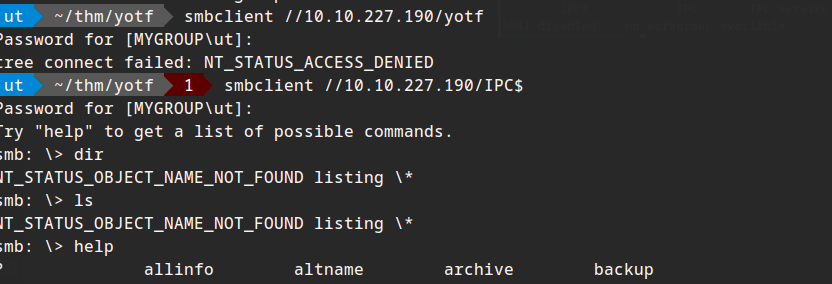 ut ~/thm/yotf smbclient //10.10.227.190/yotf
Password for [MYGROUP\ut]:
tree connect failed: NT_STATUS_ACCESS_DENIED
ut ~/thm/yotf 1 smbclient //10.10.227.190/IPC$
Password for [MYGROUP\ut]:
Try "help" to get a list of possible commands.
smb: \> dir
NT_STATUS_OBJECT_NAME_NOT_FOUND listing \*
smb: \> ls
NT_STATUS_OBJECT_NAME_NOT_FOUND listing \*
smb: \> help
? allinfo altname archive backup